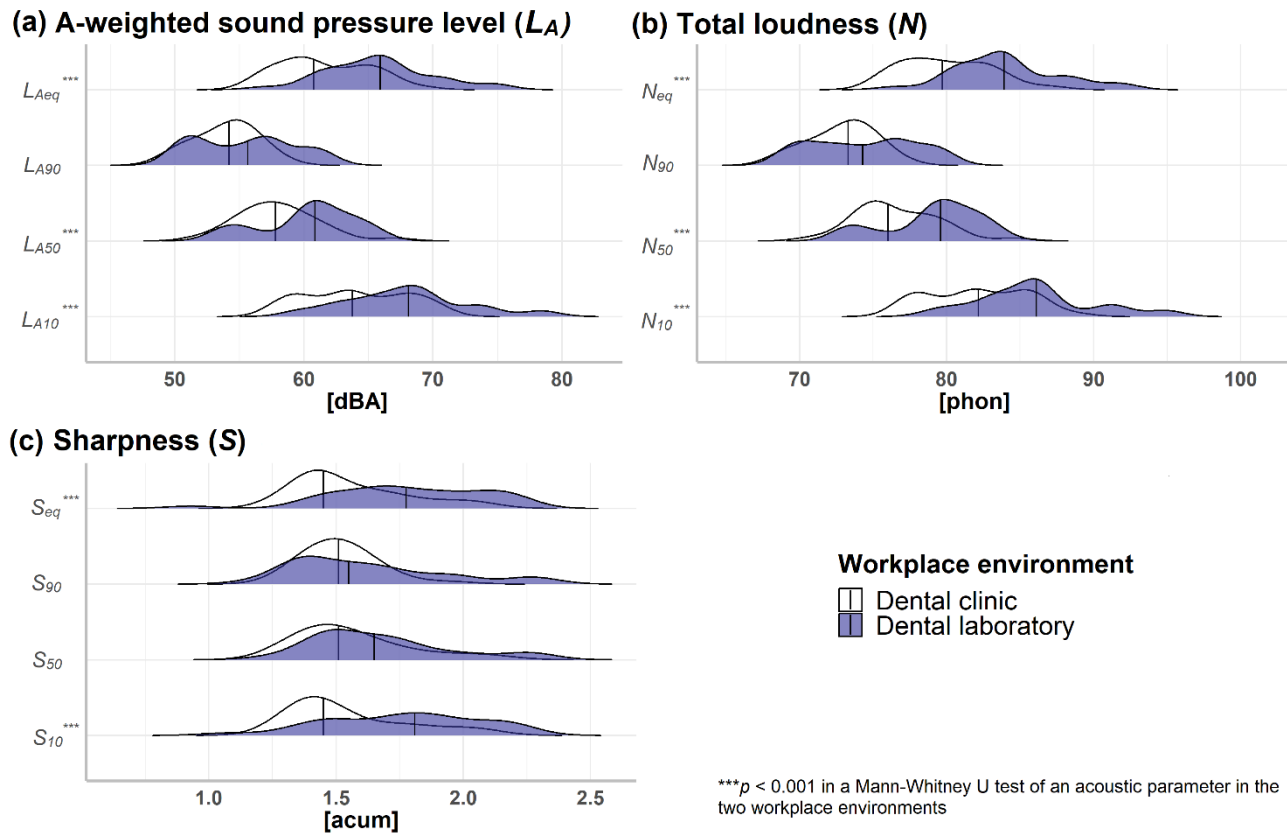 (a) A-weighted sound pressure level (LA)
LAeq***
LA90
LA50***
LA10***
50 60 70 80
[dBA]
(b) Total loudness (N)
Neq***
N90
N50***
N10***
70 80 90 100
[phon]
(c) Sharpness (S)
Seq***
S90
S50
S10***
1.0 1.5 2.0 2.5
[acum]
Workplace environment
Dental clinic
Dental laboratory
***p < 0.001 in a Mann-Whitney U test of an acoustic parameter in the
two workplace environments